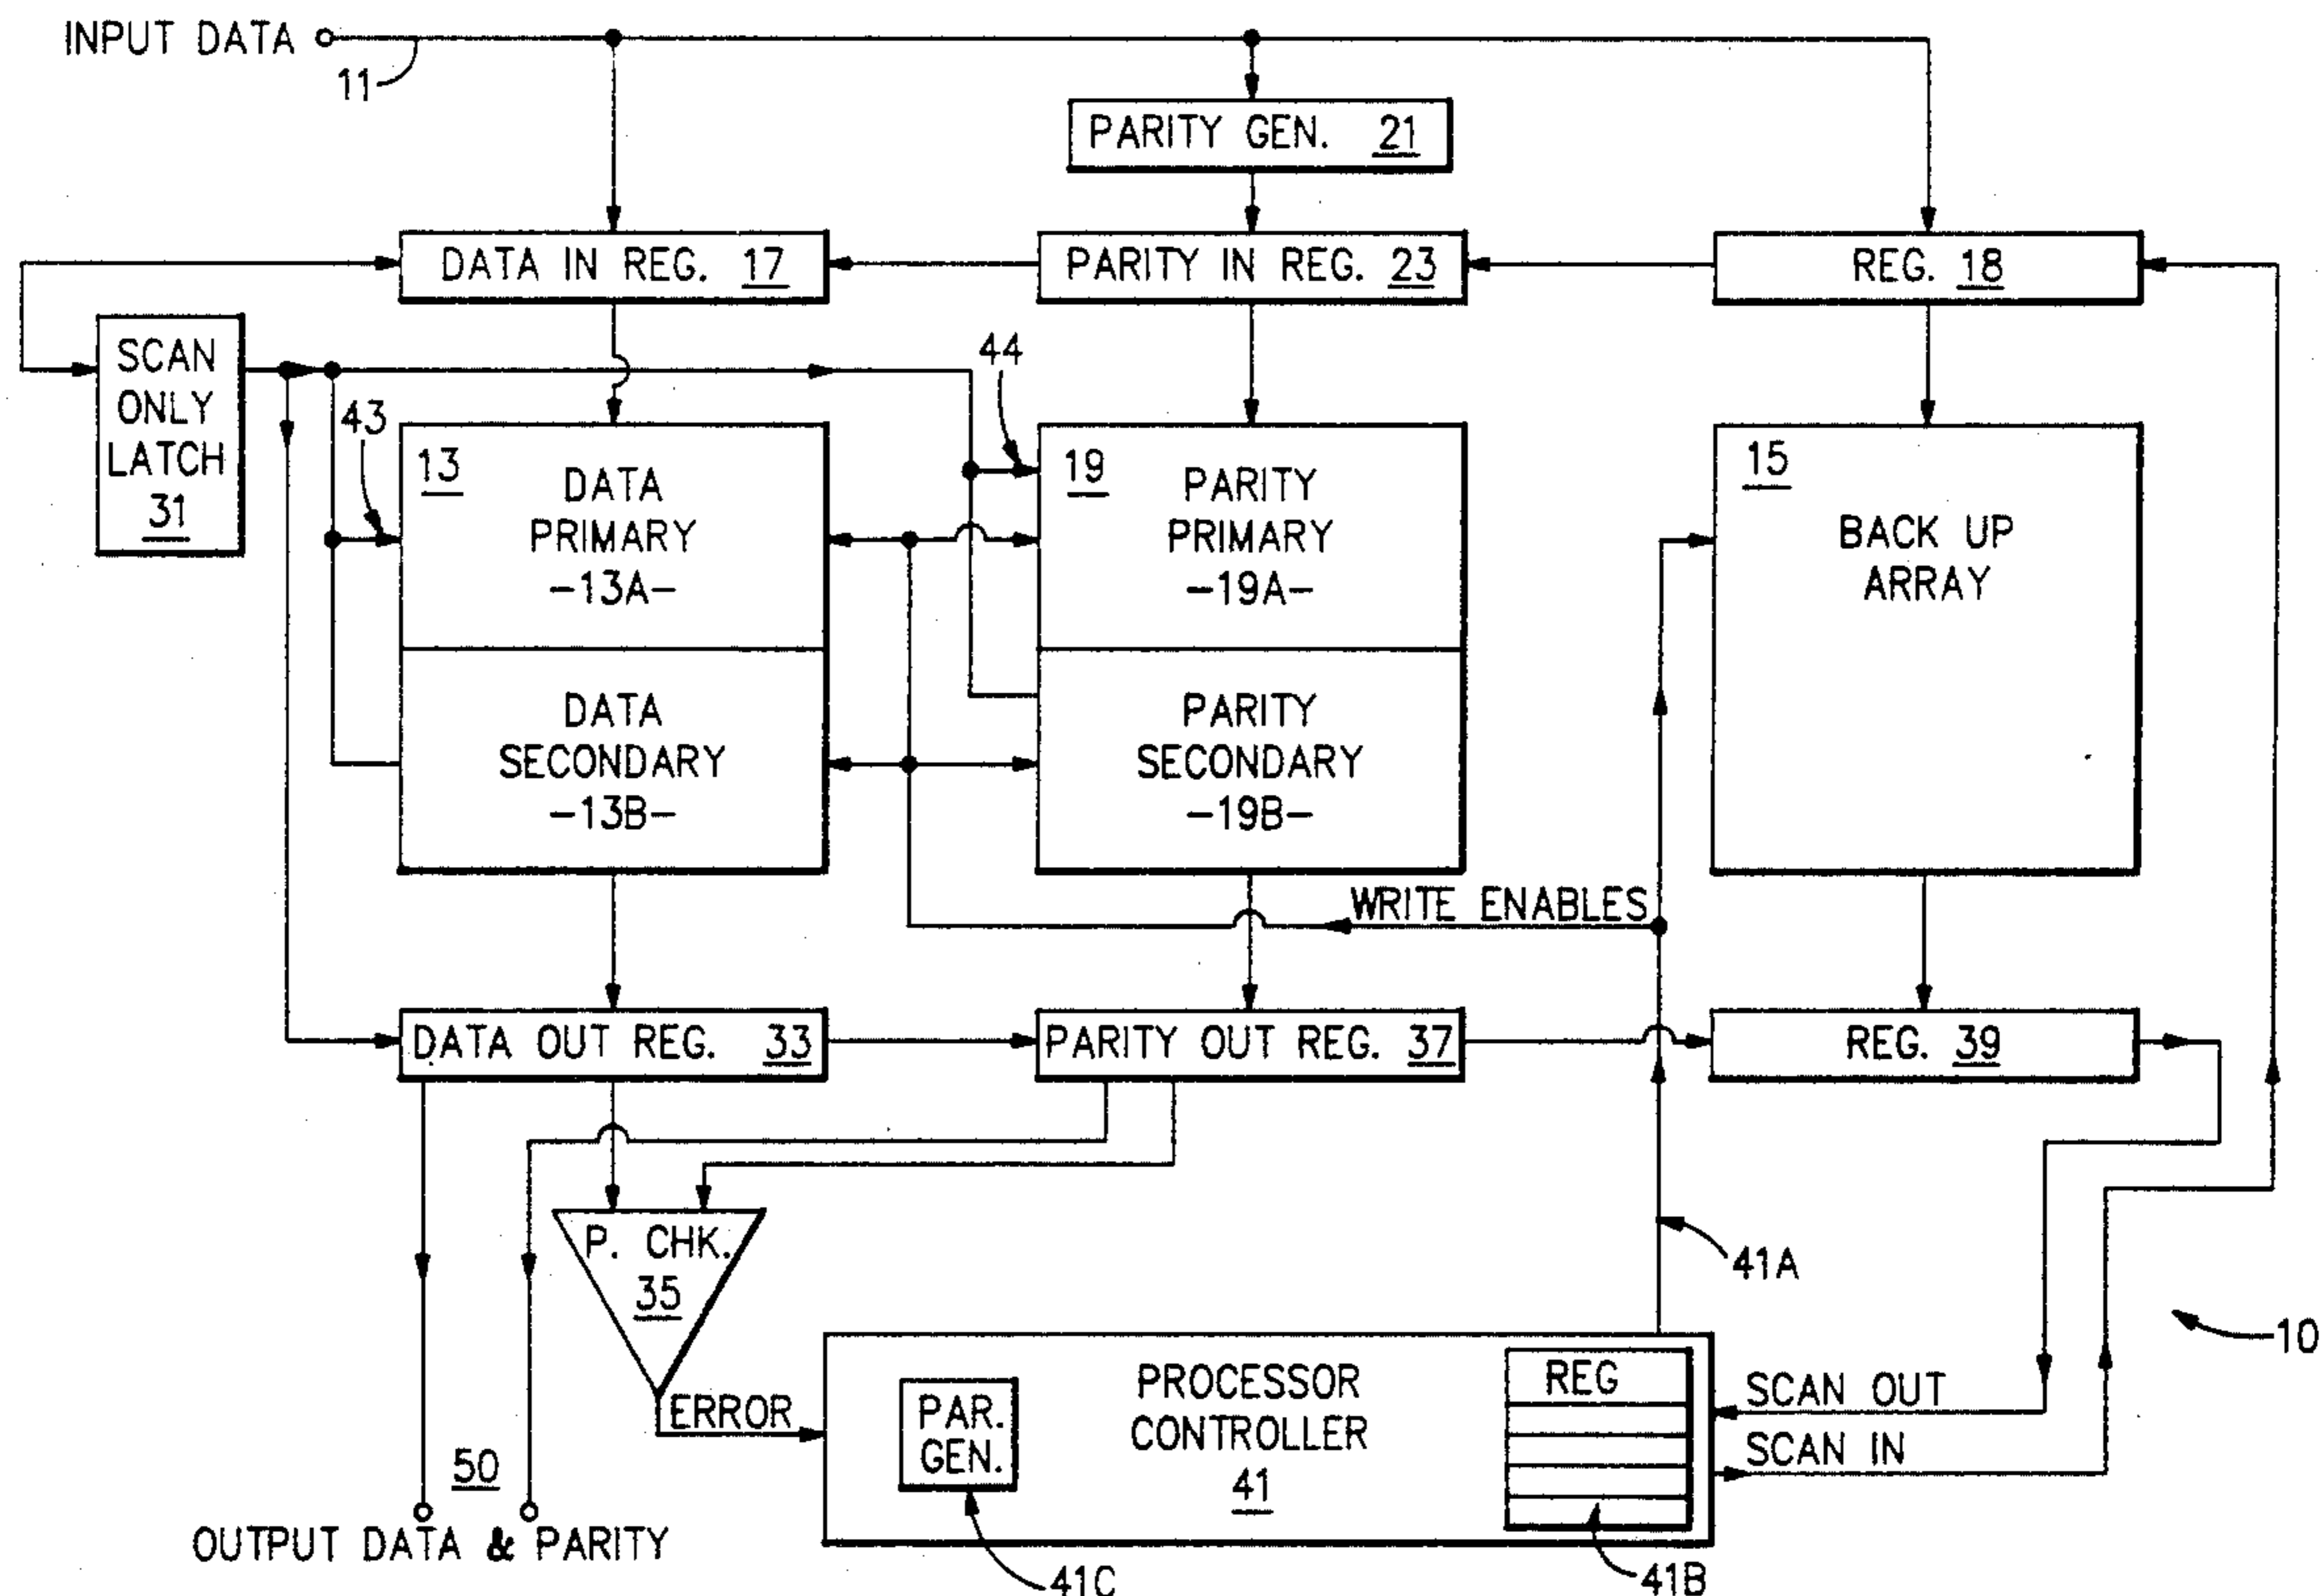 INPUT DATA
11
PARITY GEN. 21
DATA IN REG. 17
PARITY IN REG. 23
REG. 18
SCAN
ONLY
LATCH
31
43
44
13
DATA
PRIMARY
-13A-
19
PARITY
PRIMARY
-19A-
15
BACK UP
ARRAY
DATA
SECONDARY
-13B-
PARITY
SECONDARY
-19B-
WRITE ENABLES
DATA OUT REG. 33
PARITY OUT REG. 37
REG. 39
P. CHK.
35
41A
10
ERROR
PAR.
GEN.
PROCESSOR
CONTROLLER
41
REG
SCAN OUT
SCAN IN
50
OUTPUT DATA & PARITY
41C
41B